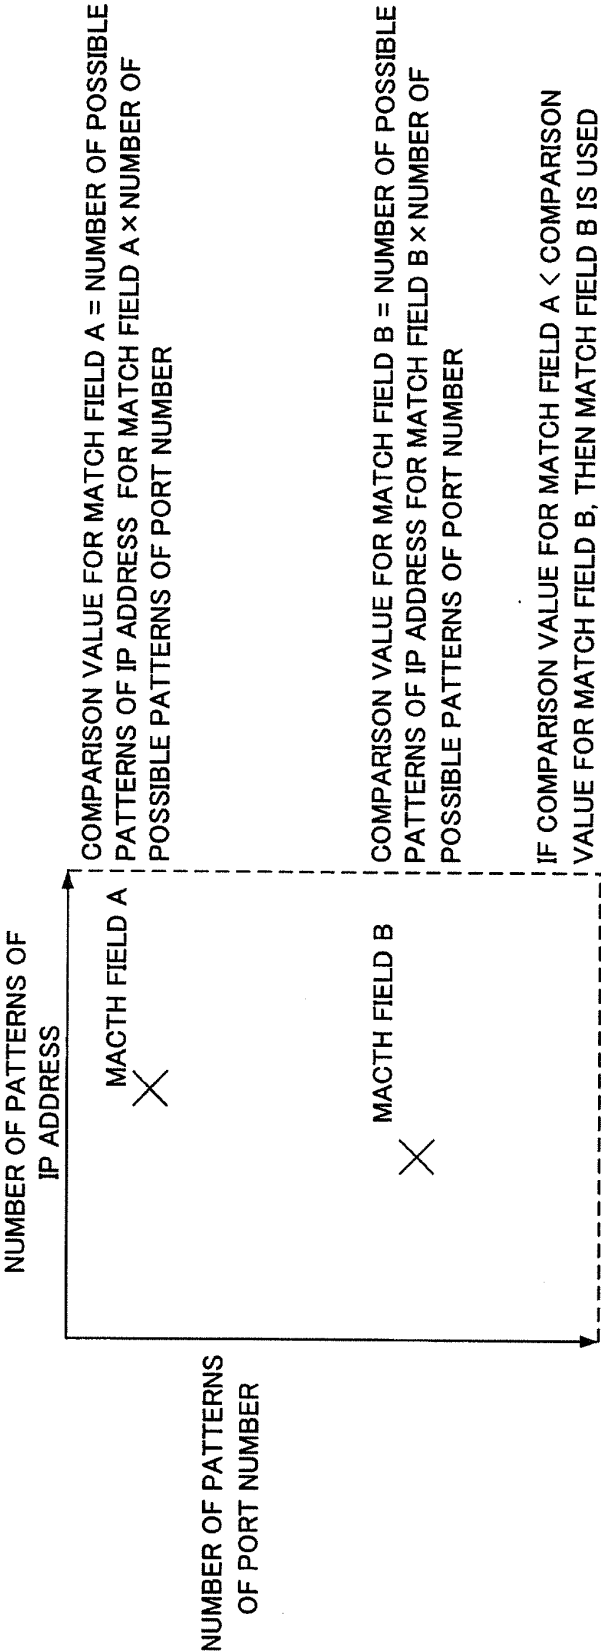 NUMBER OF PATTERNS OF
IP ADDRESS
NUMBER OF PATTERNS
OF PORT NUMBER
MACTH FIELD A
MACTH FIELD B
COMPARISON VALUE FOR MATCH FIELD A = NUMBER OF POSSIBLE
PATTERNS OF IP ADDRESS FOR MATCH FIELD A × NUMBER OF
POSSIBLE PATTERNS OF PORT NUMBER
COMPARISON VALUE FOR MATCH FIELD B = NUMBER OF POSSIBLE
PATTERNS OF IP ADDRESS FOR MATCH FIELD B × NUMBER OF
POSSIBLE PATTERNS OF PORT NUMBER
IF COMPARISON VALUE FOR MATCH FIELD A < COMPARISON
VALUE FOR MATCH FIELD B, THEN MATCH FIELD B IS USED